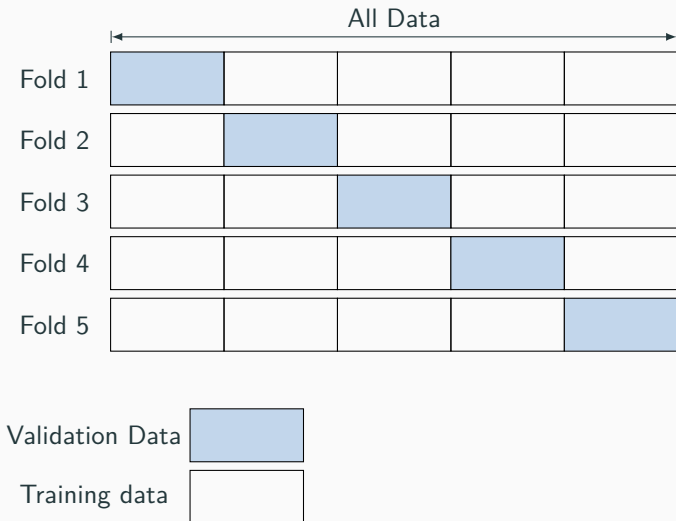 All Data
Fold 1
Fold 2
Fold 3
Fold 4
Fold 5
Validation Data
Training data